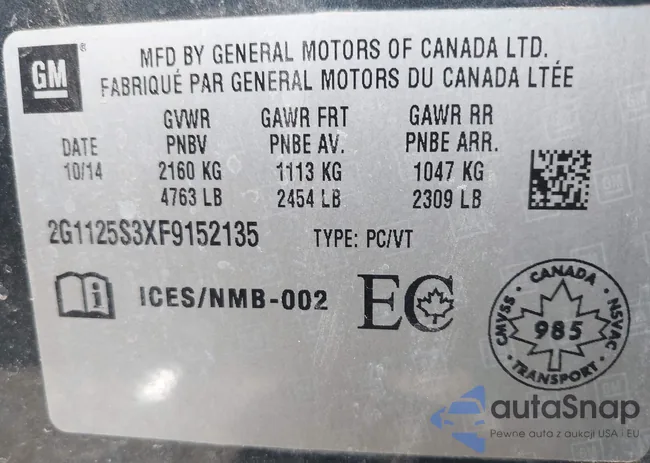 GM®
MFD BY GENERAL MOTORS OF CANADA LTD.
FABRIQUÉ PAR GENERAL MOTORS DU CANADA LTÉE
GVWR GAWR FRT GAWR RR
DATE PNBV PNBE AV. PNBE ARR.
10/14 2160 KG 1113 KG 1047 KG
4763 LB 2454 LB 2309 LB
2G1125S3XF9152135 TYPE: PC/VT
i ICES/NMB-002 EC
CMVSS • CANADA • NSVAC • TRANSPORT •
985
autaSnap
Pewne auta z aukcji USA i EU